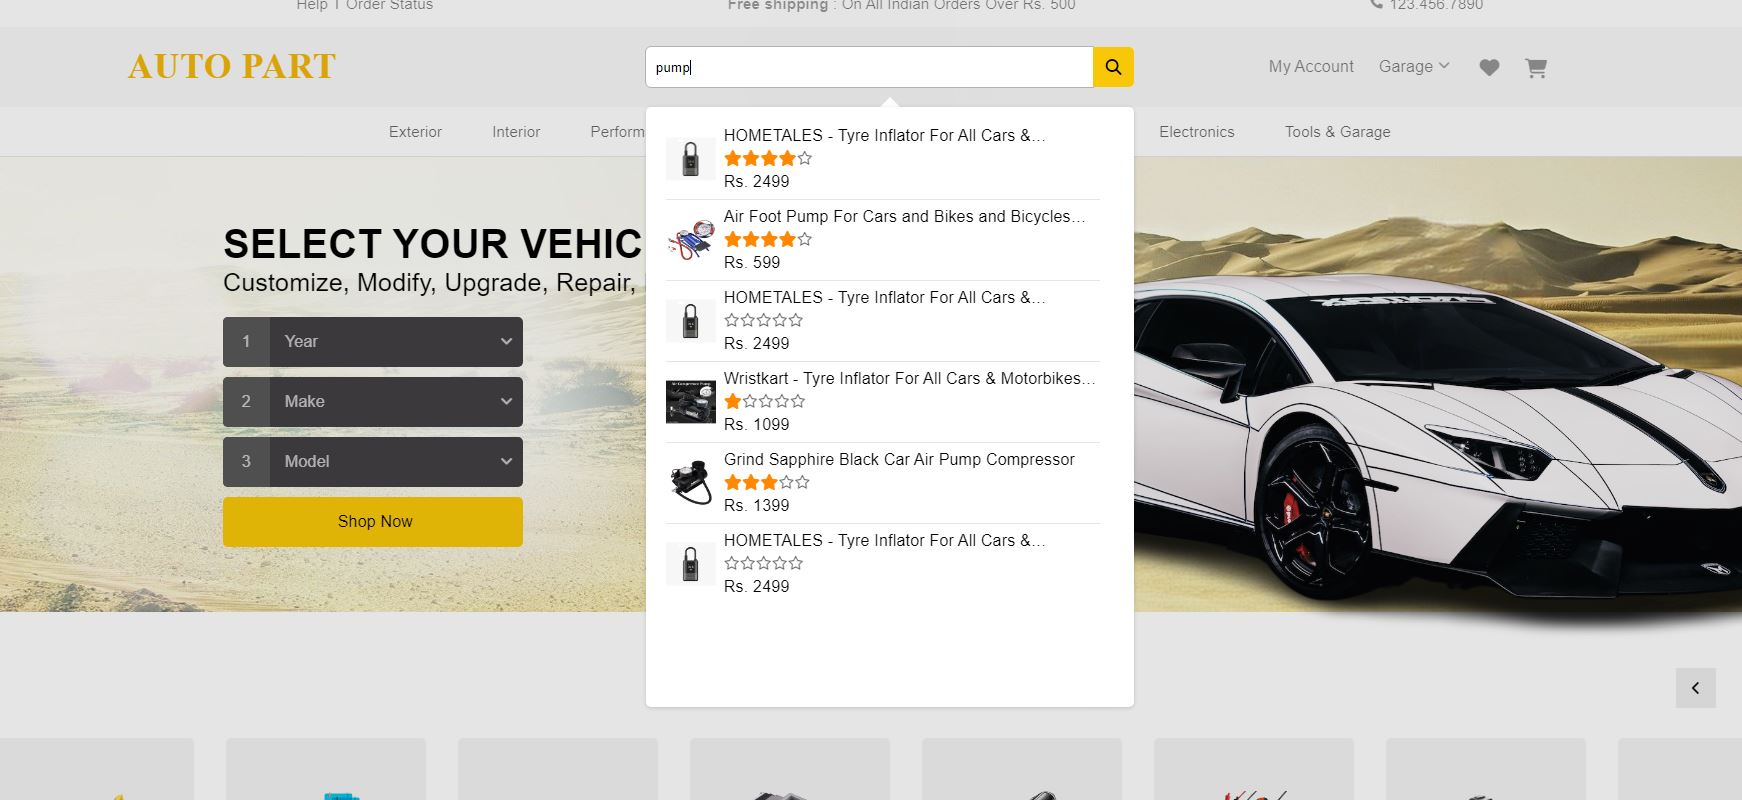 Help | Order Status
Free shipping : On All Indian Orders Over Rs. 500
123.456.7890
AUTO PART
pump
My Account
Garage
Exterior
Interior
Perform
Electronics
Tools & Garage
HOMETALES - Tyre Inflator For All Cars &...
Rs. 2499
Air Foot Pump For Cars and Bikes and Bicycles...
Rs. 599
HOMETALES - Tyre Inflator For All Cars &...
Rs. 2499
Wristkart - Tyre Inflator For All Cars & Motorbikes...
Rs. 1099
Grind Sapphire Black Car Air Pump Compressor
Rs. 1399
HOMETALES - Tyre Inflator For All Cars &...
Rs. 2499
SELECT YOUR VEHIC
Customize, Modify, Upgrade, Repair,
1 Year
2 Make
3 Model
Shop Now